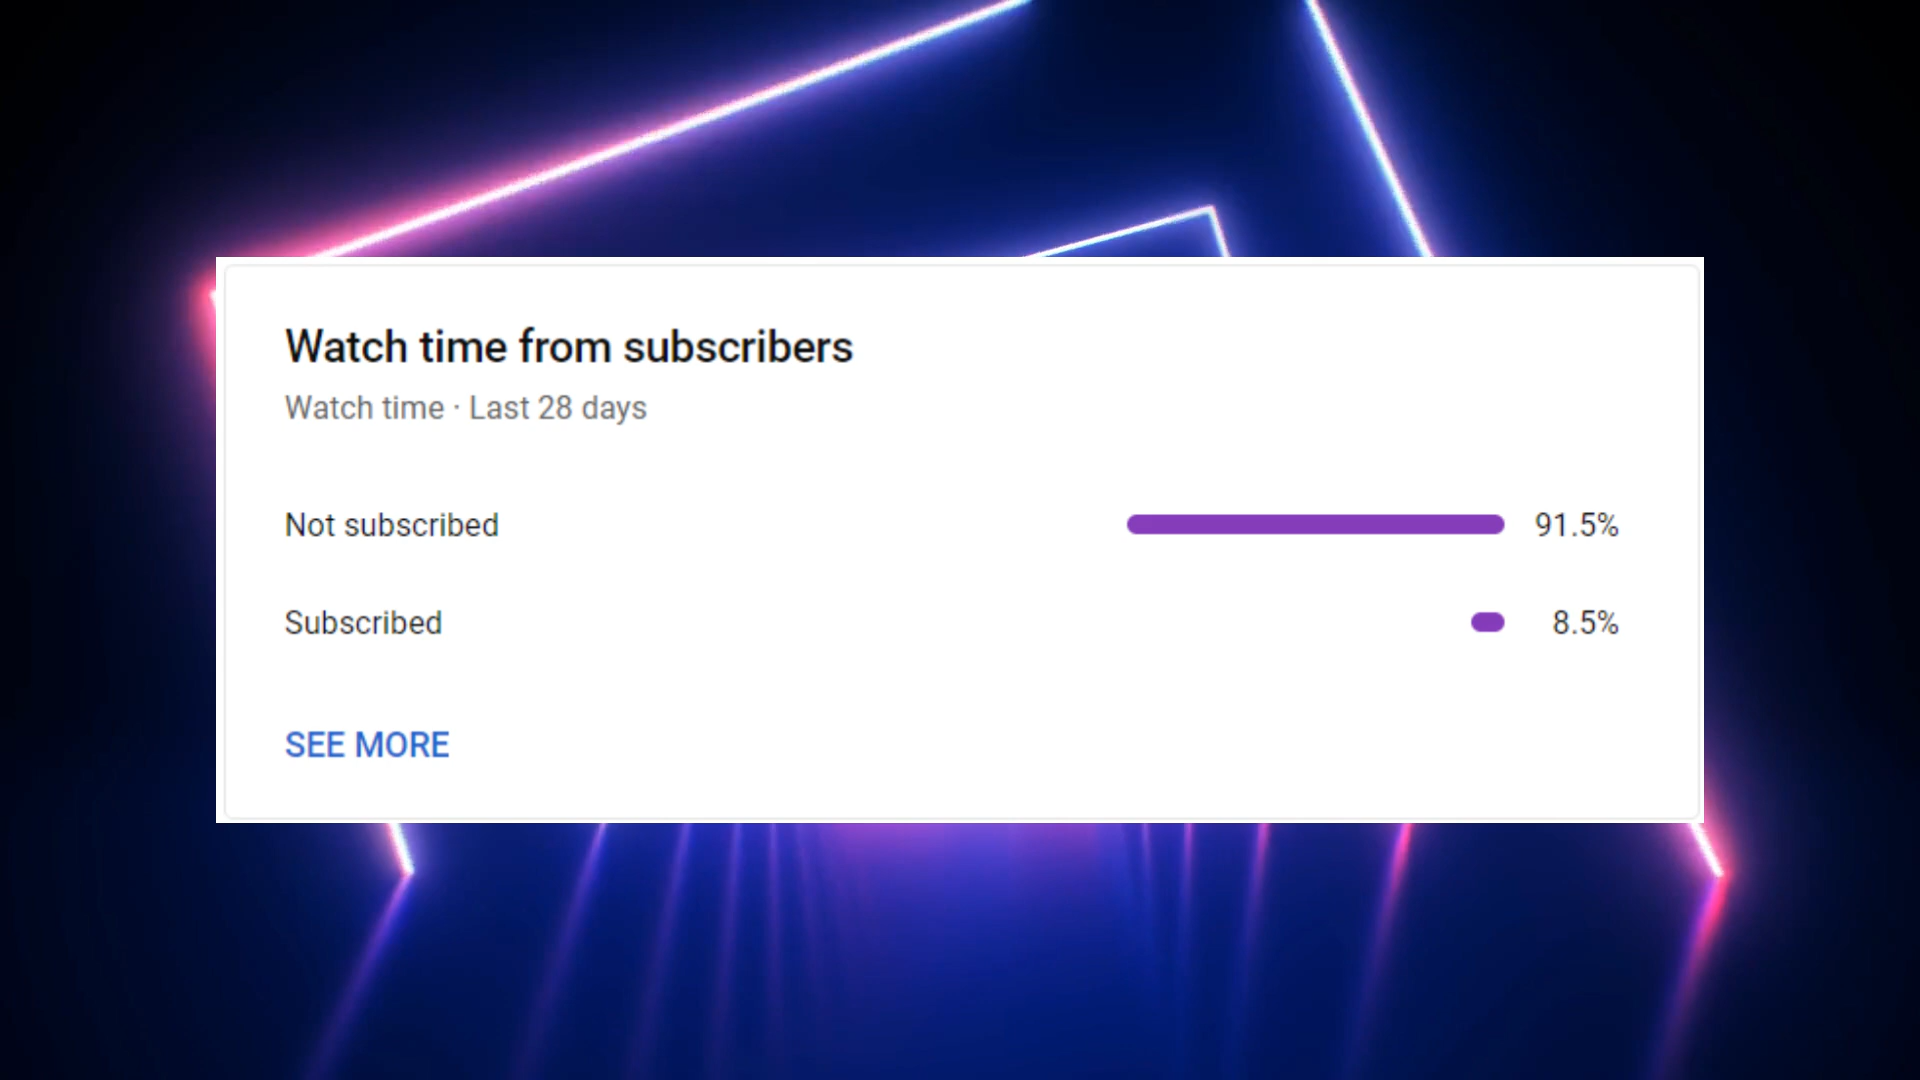 Watch time from subscribers
Watch time · Last 28 days
Not subscribed 91.5%
Subscribed 8.5%
SEE MORE